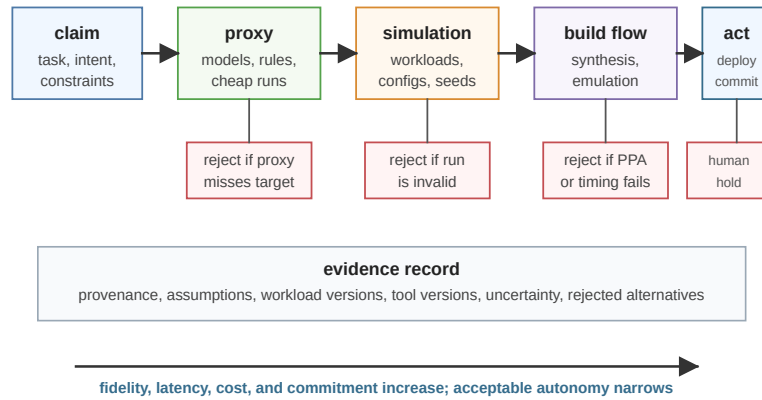 claim
task, intent,
constraints
proxy
models, rules,
cheap runs
simulation
workloads,
configs, seeds
build flow
synthesis,
emulation
act
deploy
commit
reject if proxy
misses target
reject if run
is invalid
reject if PPA
or timing fails
human
hold
evidence record
provenance, assumptions, workload versions, tool versions, uncertainty, rejected alternatives
fidelity, latency, cost, and commitment increase; acceptable autonomy narrows